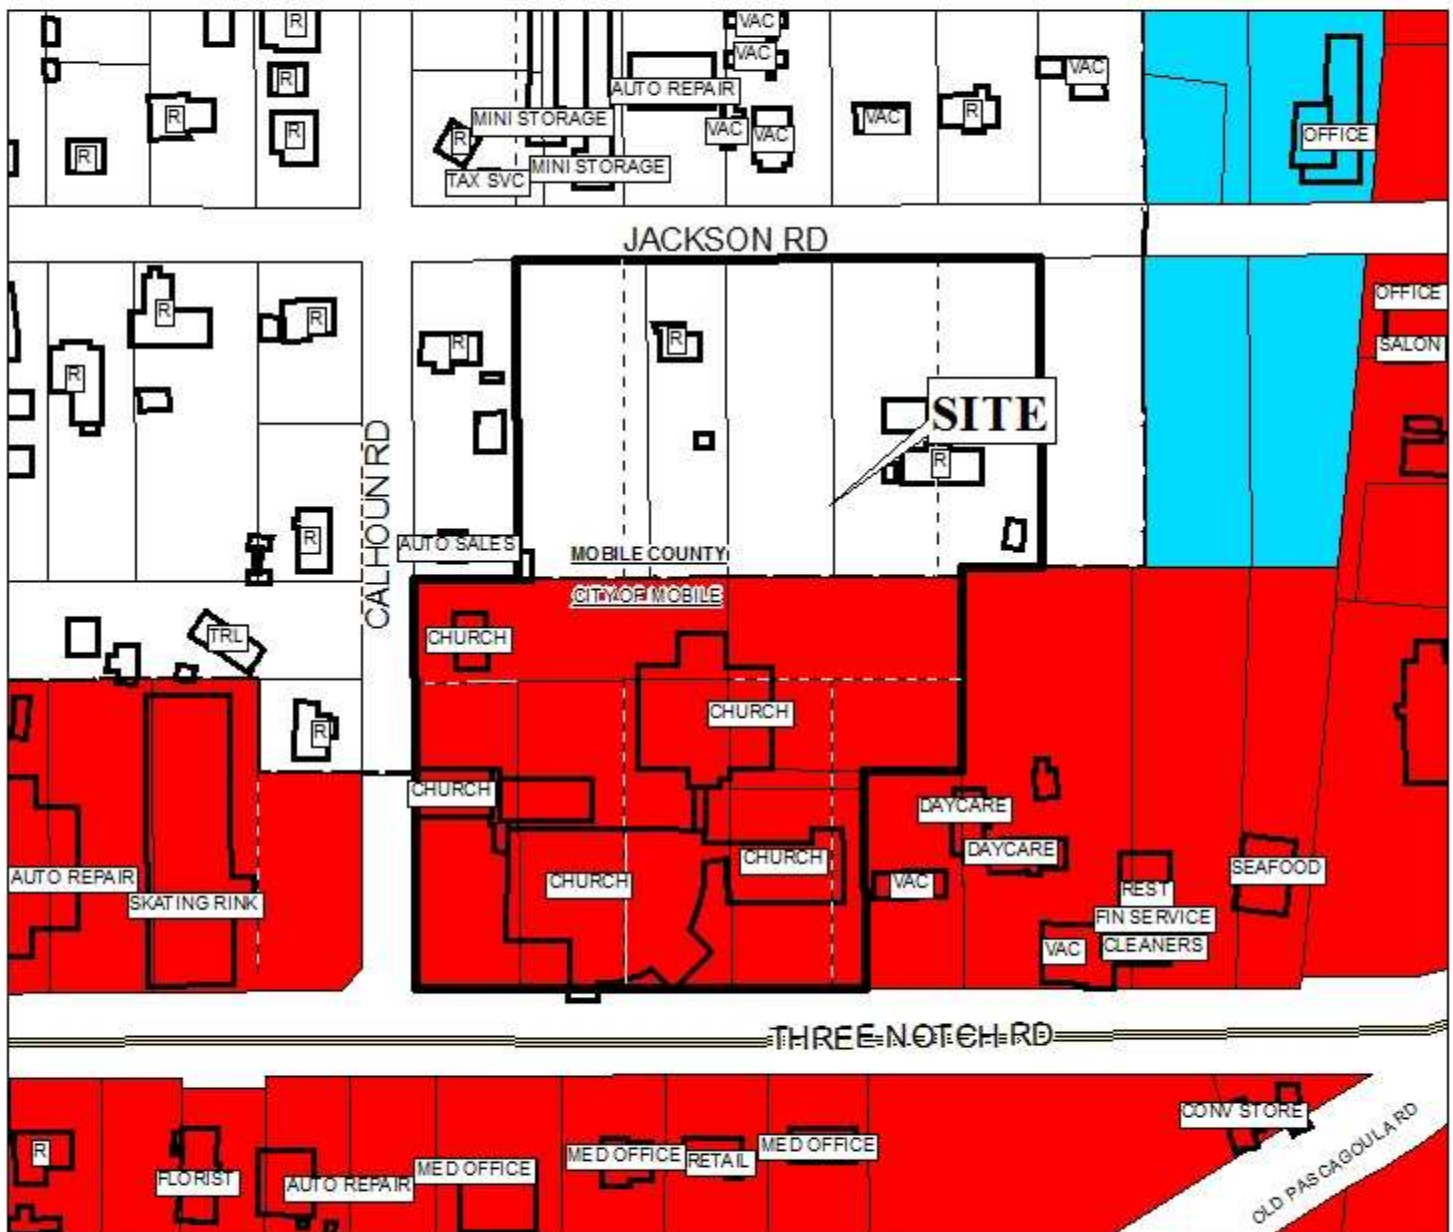 R
VAC
VAC
R
VAC
AUTO REPAIR
R
MINI STORAGE
VAC
R
R
R
VAC
VAC
OFFICE
R
MINI STORAGE
TAX SVC
JACKSON RD
OFFICE
R
R
R
R
SALON
R
SITE
R
CALHOUN RD
R
AUTO SALES
MOBILE COUNTY
CITY OF MOBILE
TRL
CHURCH
CHURCH
R
CHURCH
DAYCARE
DAYCARE
CHURCH
SEAFOOD
AUTO REPAIR
CHURCH
VAC
REST
SKATING RINK
FIN SERVICE
VAC
CLEANERS
THREE NOTCH RD
CONV STORE
R
MED OFFICE
MED OFFICE
RETAIL
MED OFFICE
FLORIST
AUTO REPAIR
OLD PASCAGOULA RD